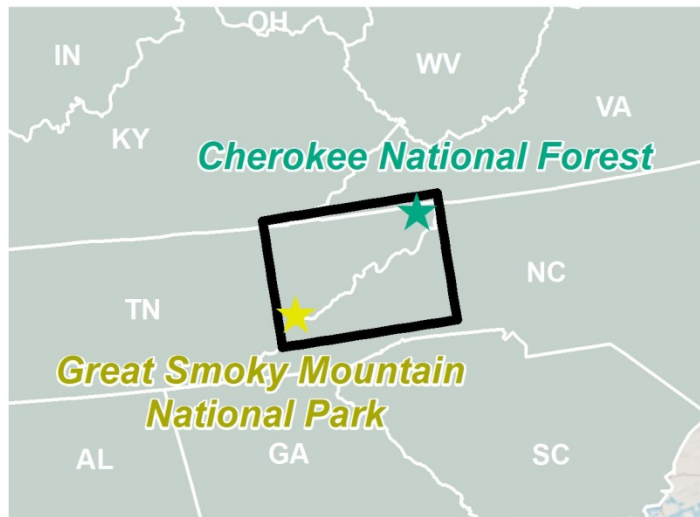 OH
IN
WV
VA
KY
Cherokee National Forest
NC
TN
Great Smoky Mountain
National Park
AL
GA
SC